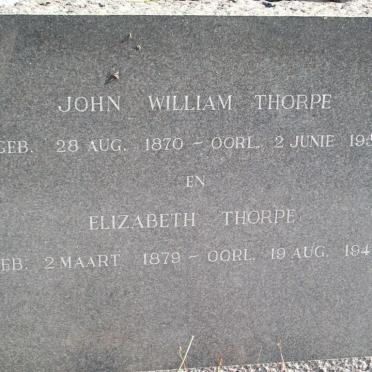 JOHN WILLIAM THORPE
GEB. 28 AUG. 1870 – OORL. 2 JUNIE
EN
ELIZABETH THORPE
2 MAART 1879 – OORL. 19 AUG.